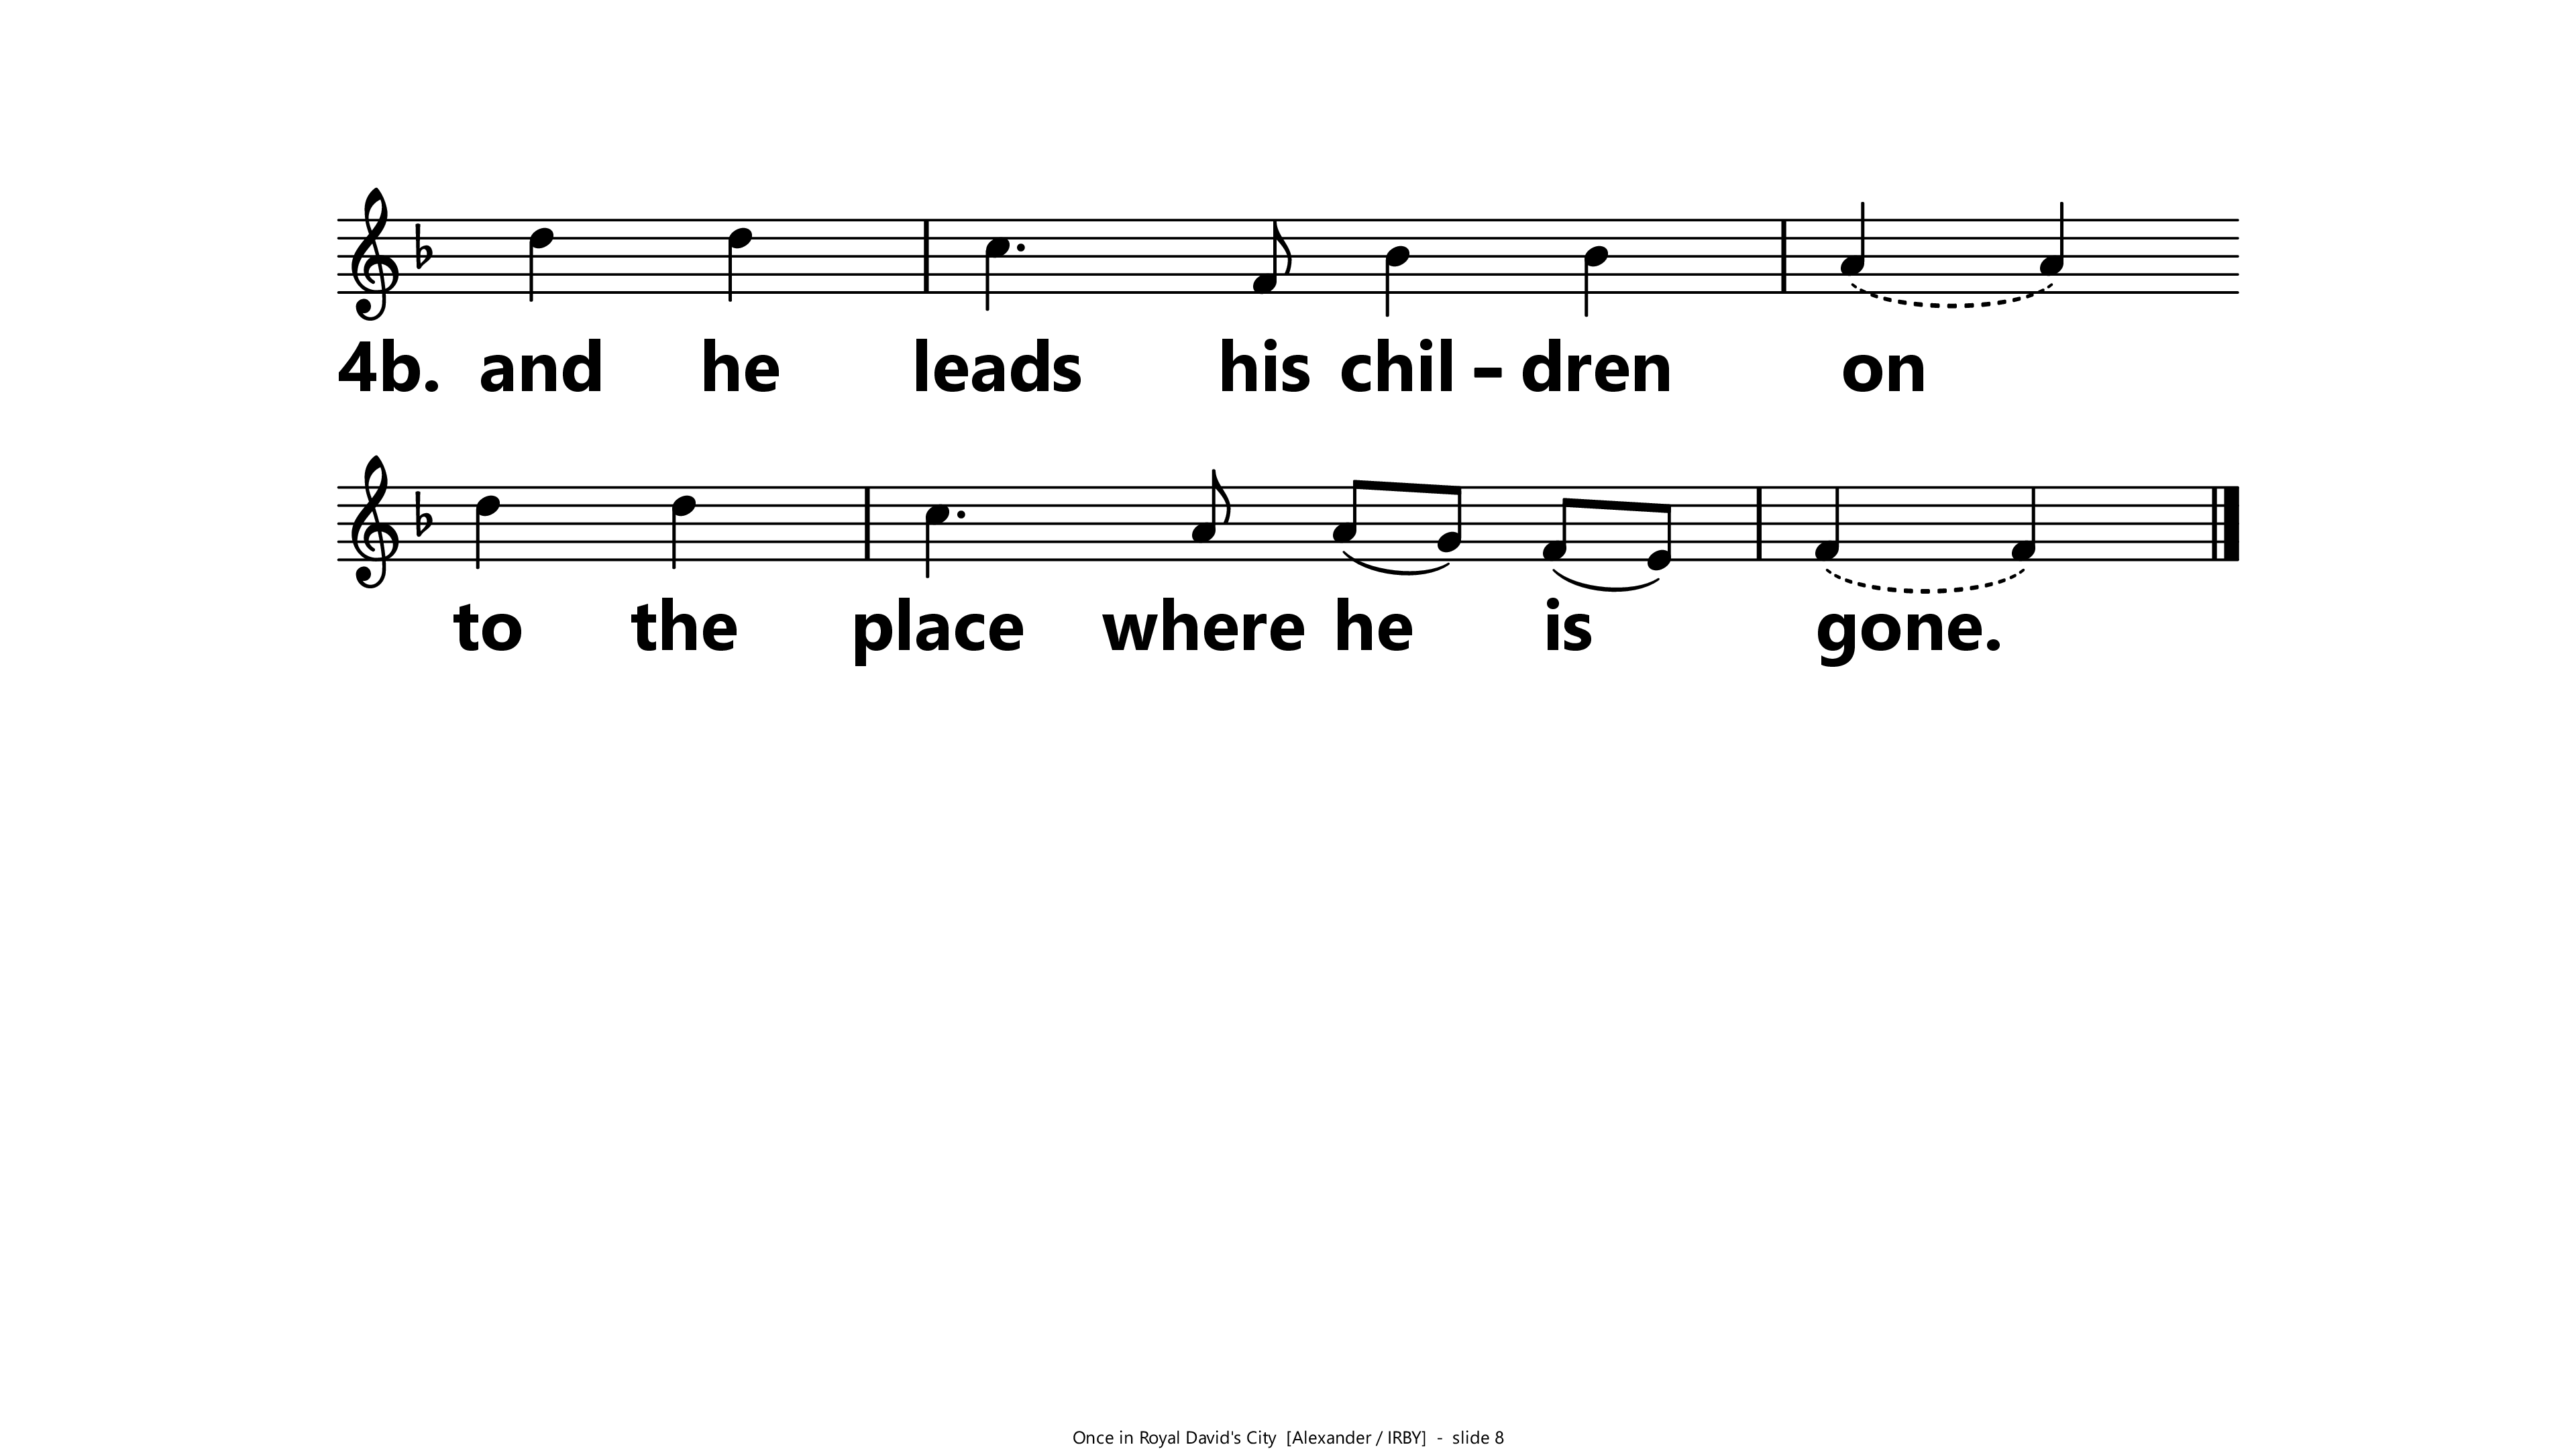 4b. and he leads his chil - dren on
to the place where he is gone.
Once in Royal David's City [Alexander / IRBY] - slide 8